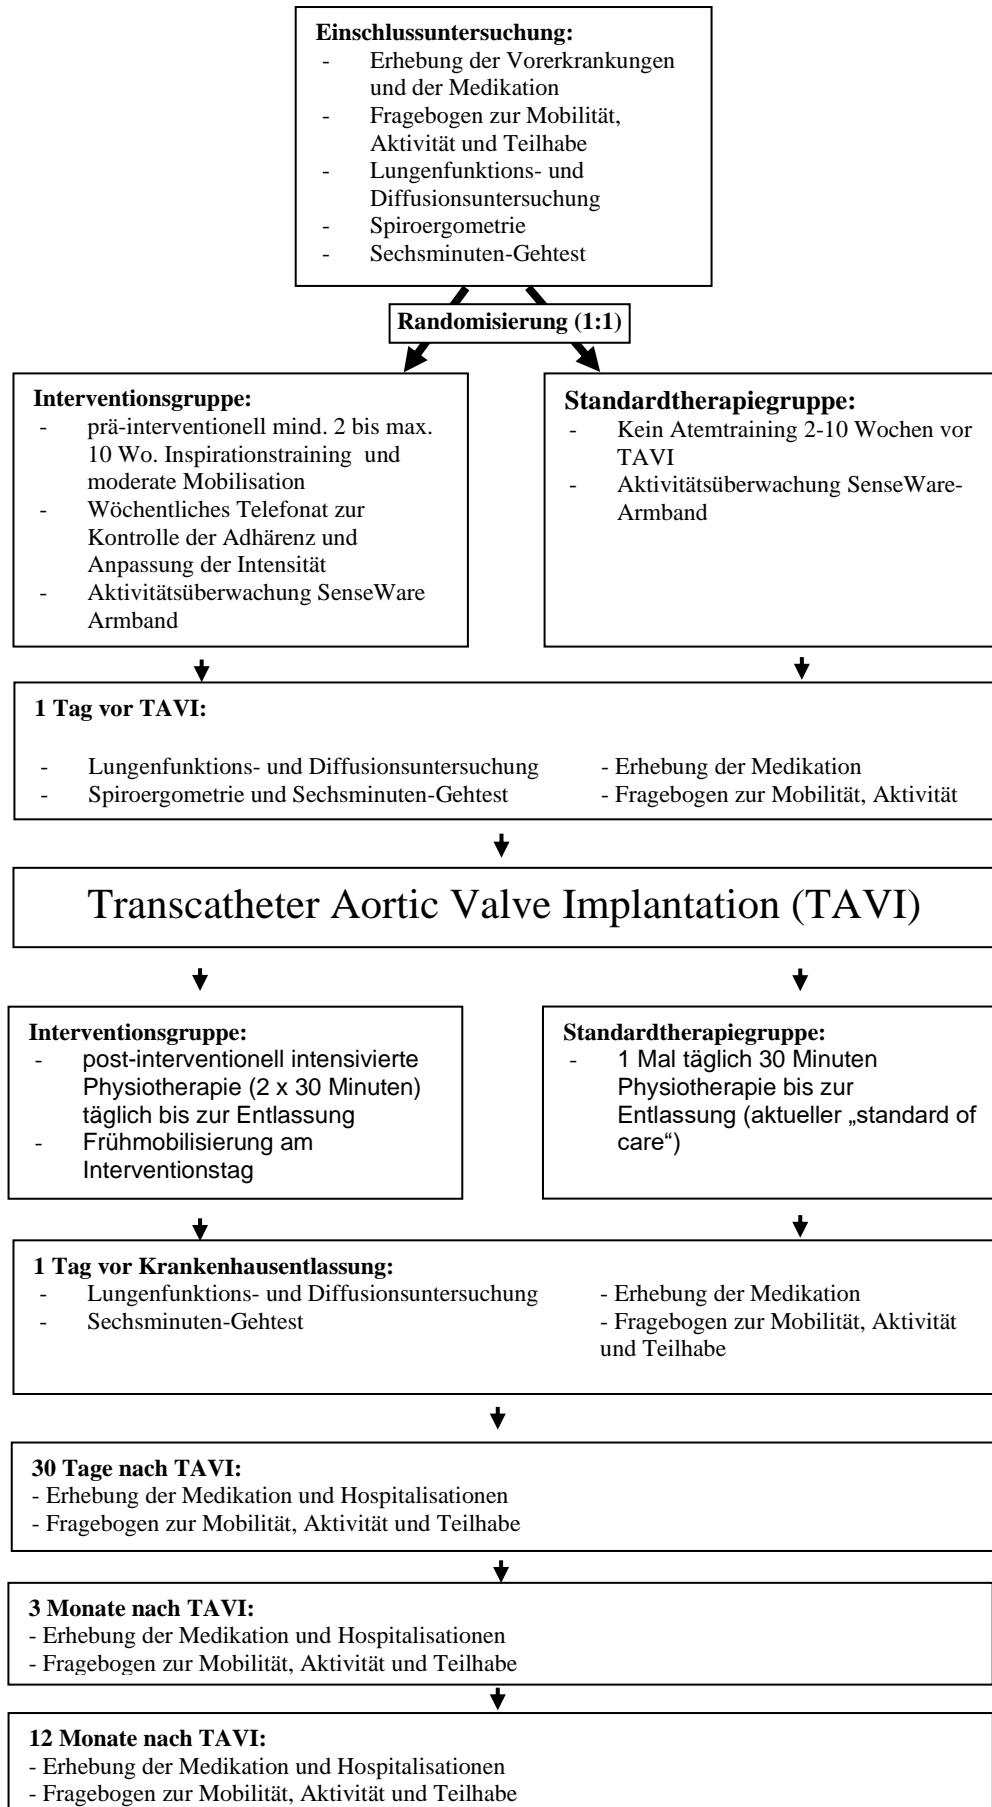 Einschlussuntersuchung:
- Erhebung der Vorerkrankungen
und der Medikation
- Fragebogen zur Mobilität,
Aktivität und Teilhabe
- Lungenfunktions- und
Diffusionsuntersuchung
- Spiroergometrie
- Sechsminuten-Gehtest
Randomisierung (1:1)
Interventionsgruppe:
- prä-interventionell mind. 2 bis max.
10 Wo. Inspirationstraining und
moderate Mobilisation
- Wöchentliches Telefonat zur
Kontrolle der Adhärenz und
Anpassung der Intensität
- Aktivitätsüberwachung SenseWare
Armband
Standardtherapiegruppe:
- Kein Atemtraining 2-10 Wochen vor
TAVI
- Aktivitätsüberwachung SenseWare-
Armband
1 Tag vor TAVI:
- Lungenfunktions- und Diffusionsuntersuchung
- Spiroergometrie und Sechsminuten-Gehtest
- Erhebung der Medikation
- Fragebogen zur Mobilität, Aktivität
Transcatheter Aortic Valve Implantation (TAVI)
Interventionsgruppe:
- post-interventionell intensivierte
Physiotherapie (2 x 30 Minuten)
täglich bis zur Entlassung
- Frühmobilisierung am
Interventionstag
Standardtherapiegruppe:
- 1 Mal täglich 30 Minuten
Physiotherapie bis zur
Entlassung (aktueller „standard of
care“)
1 Tag vor Krankenhausentlassung:
- Lungenfunktions- und Diffusionsuntersuchung
- Sechsminuten-Gehtest
- Erhebung der Medikation
- Fragebogen zur Mobilität, Aktivität
und Teilhabe
30 Tage nach TAVI:
- Erhebung der Medikation und Hospitalisationen
- Fragebogen zur Mobilität, Aktivität und Teilhabe
3 Monate nach TAVI:
- Erhebung der Medikation und Hospitalisationen
- Fragebogen zur Mobilität, Aktivität und Teilhabe
12 Monate nach TAVI:
- Erhebung der Medikation und Hospitalisationen
- Fragebogen zur Mobilität, Aktivität und Teilhabe